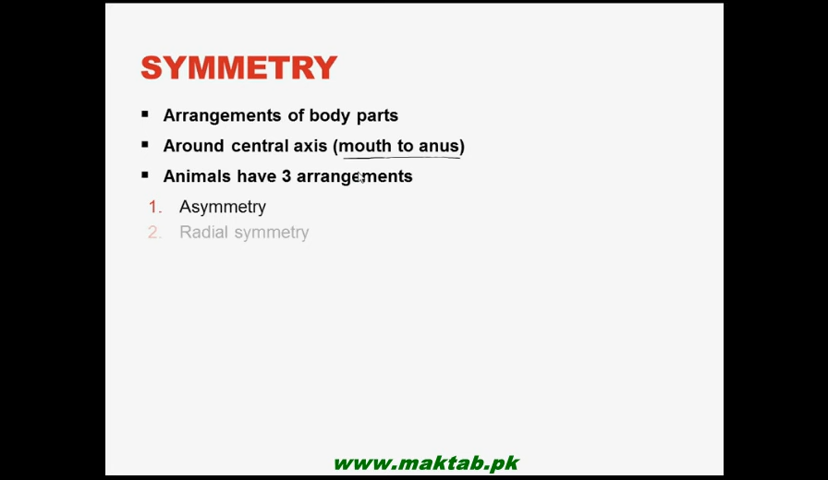 SYMMETRY
▪ Arrangements of body parts
▪ Around central axis (mouth to anus)
▪ Animals have 3 arrangements
1. Asymmetry
2. Radial symmetry
www.maktab.pk